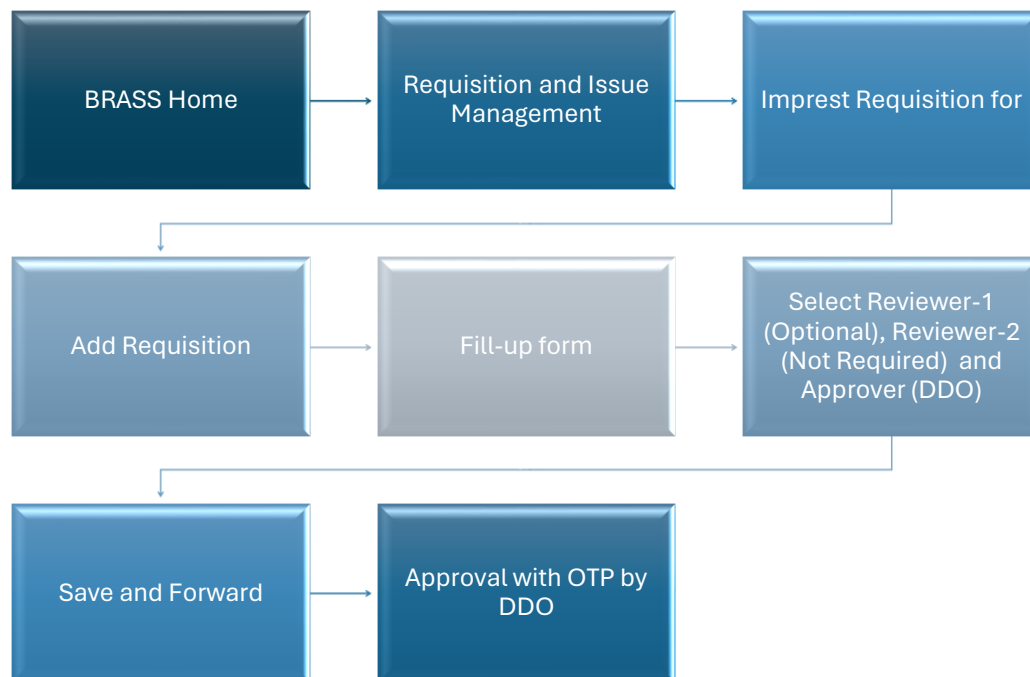 BRASS Home
Requisition and Issue
Management
Imprest Requisition for
Add Requisition
Fill-up form
Select Reviewer-1
(Optional), Reviewer-2
(Not Required) and
Approver (DDO)
Save and Forward
Approval with OTP by
DDO